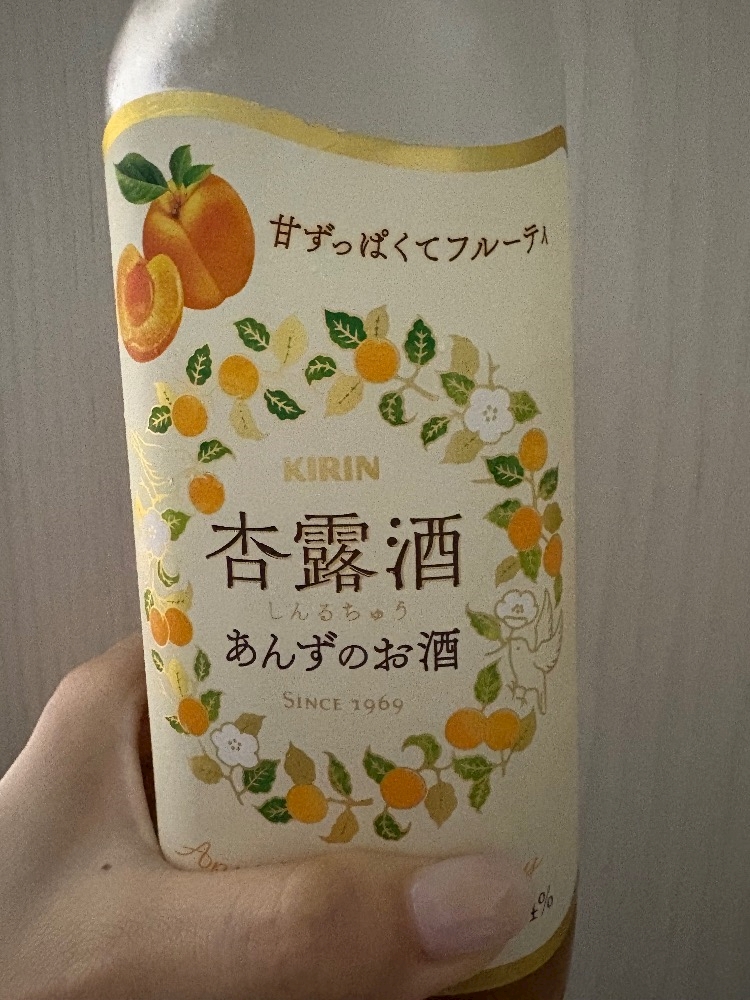 甘ずっぱくてフルーティ
KIRIN
杏露酒
しんるちゅう
あんずのお酒
SINCE 1969
%